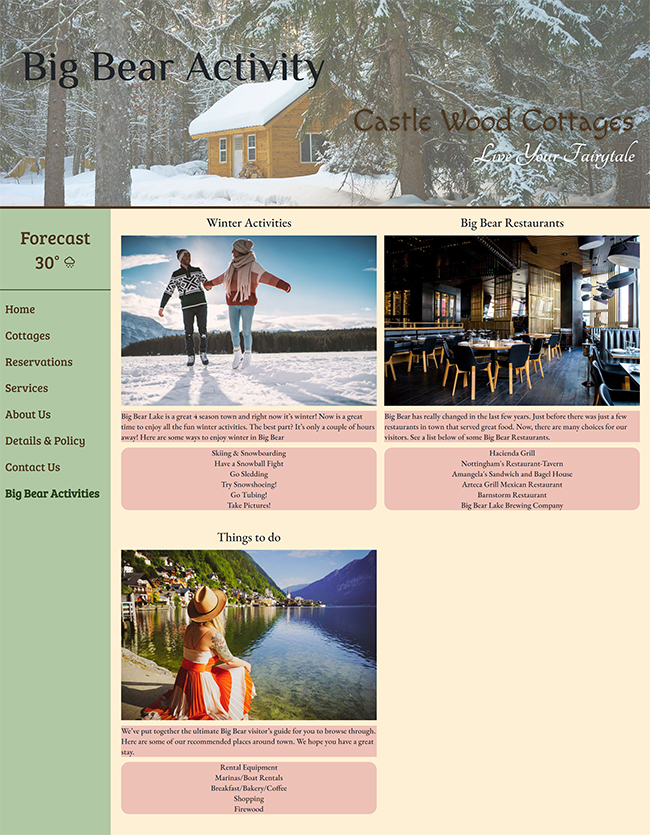 Big Bear Activity
Castle Wood Cottages
Live Your Fairytale
Forecast
30°
Home
Cottages
Reservations
Services
About Us
Details & Policy
Contact Us
Big Bear Activities
Winter Activities
Big Bear Lake is a great 4 season town and right now it's winter! Now is a great
time to enjoy all the fun winter activities. The best part? It's only a couple of hours
away! Here are some ways to enjoy winter in Big Bear
Skiing & Snowboarding
Have a Snowball Fight
Go Sledding
Try Snowshoeing!
Go Tubing!
Take Pictures!
Big Bear Restaurants
Big Bear has really changed in the last few years. Just before there was just a few
restaurants in town that served great food. Now, there are many choices for our
visitors. See a list below of some Big Bear Restaurants.
Hacienda Grill
Nottingham's Restaurant-Tavern
Amangela's Sandwich and Bagel House
Azteca Grill Mexican Restaurant
Barnstorm Restaurant
Big Bear Lake Brewing Company
Things to do
We've put together the ultimate Big Bear visitor's guide for you to browse through.
Here are some of our recommended places around town. We hope you have a great
stay.
Rental Equipment
Marinas/Boat Rentals
Breakfast/Bakery/Coffee
Shopping
Firewood